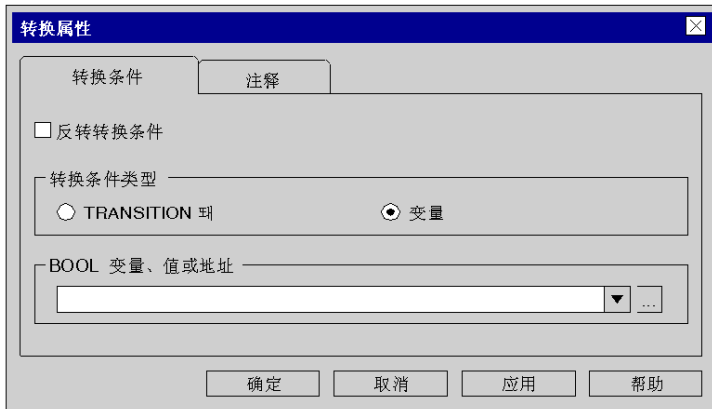 转换属性
转换条件
注释
反转转换条件
转换条件类型
TRANSITION 段
变量
BOOL 变量、值或地址
...
确定
取消
应用
帮助